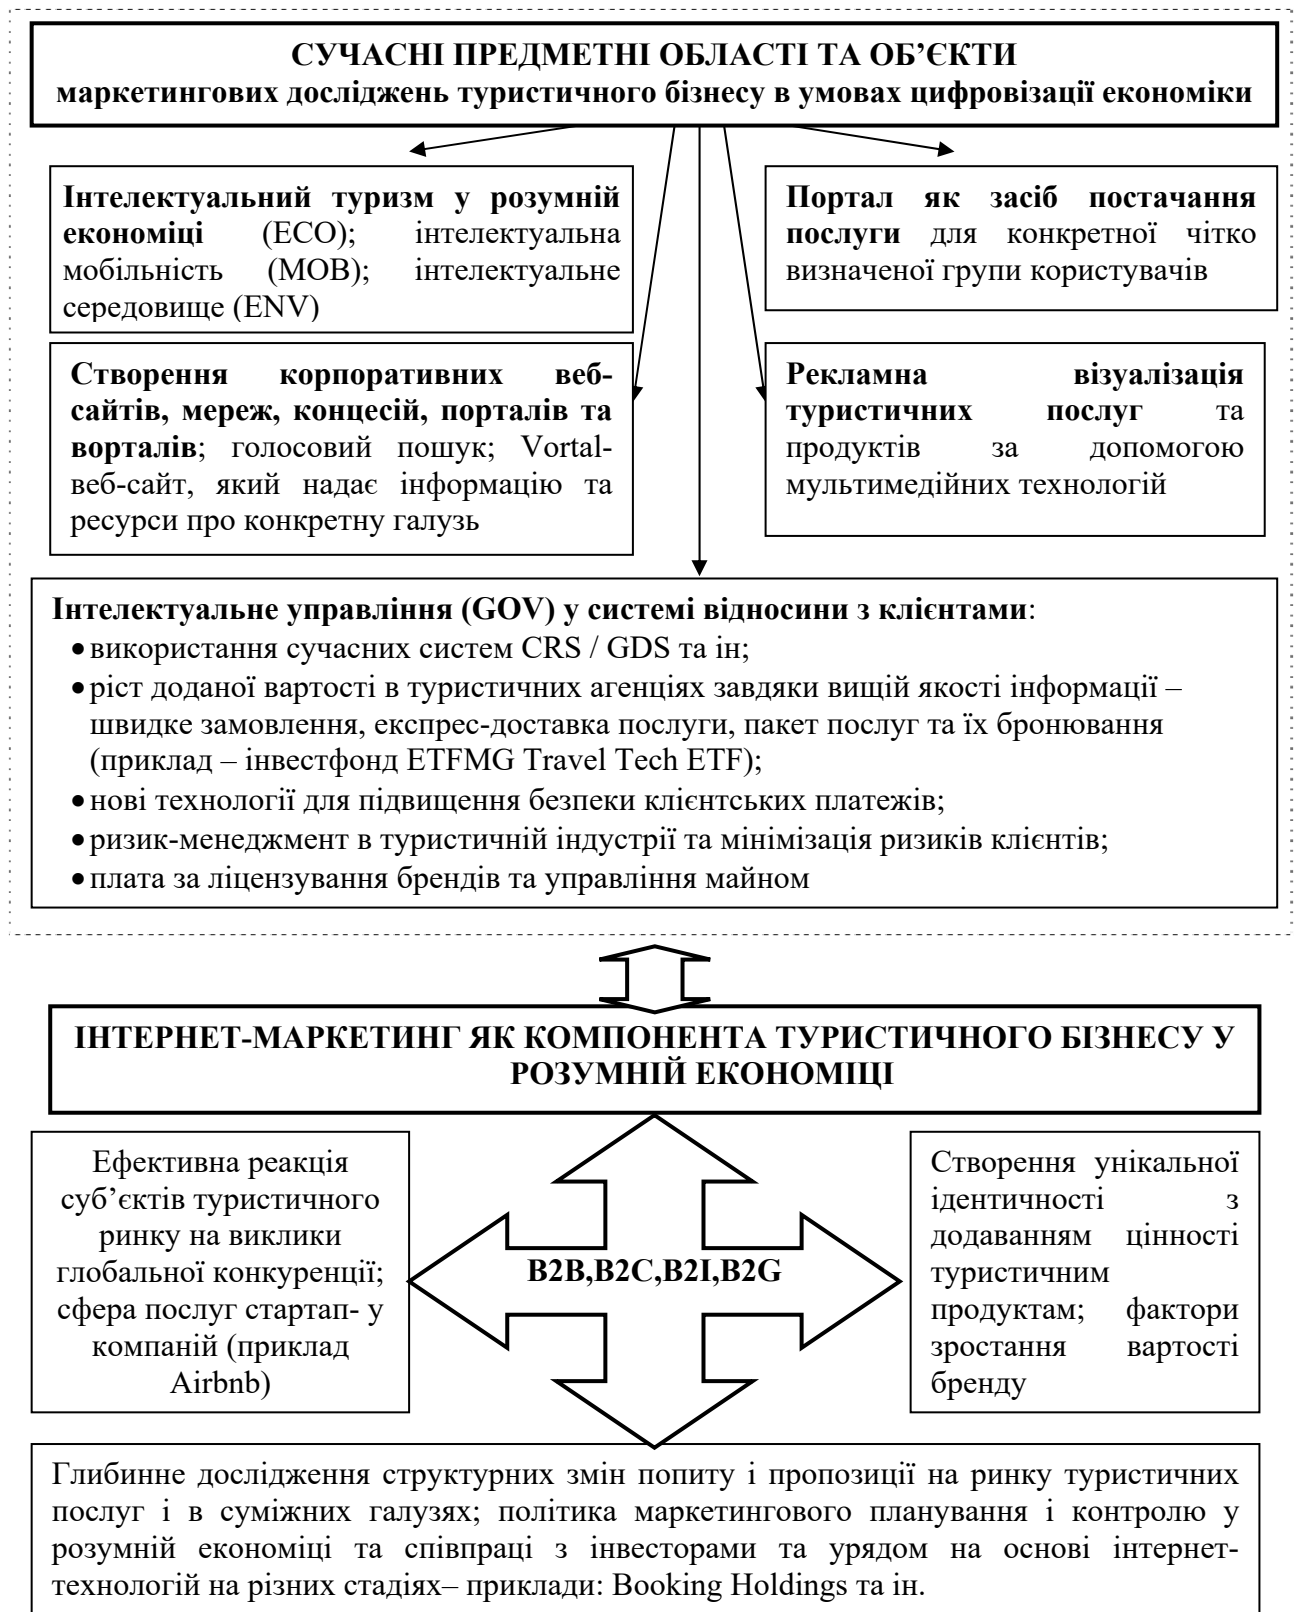 СУЧАСНІ ПРЕДМЕТНІ ОБЛАСТІ ТА ОБ’ЄКТИ
маркетингових досліджень туристичного бізнесу в умовах цифровізації економіки
Інтелектуальний туризм у розумній
економіці (ECO); інтелектуальна
мобільність (MOB); інтелектуальне
середовище (ENV)
Портал як засіб постачання
послуги для конкретної чітко
визначеної групи користувачів
Створення корпоративних веб-
сайтів, мереж, концесій, порталів та
ворталів; голосовий пошук; Vortal-
веб-сайт, який надає інформацію та
ресурси про конкретну галузь
Рекламна візуалізація
туристичних послуг та
продуктів за допомогою
мультимедійних технологій
Інтелектуальне управління (GOV) у системі відносини з клієнтами:
• використання сучасних систем CRS / GDS та ін;
• ріст доданої вартості в туристичних агенціях завдяки вищій якості інформації –
швидке замовлення, експрес-доставка послуги, пакет послуг та їх бронювання
(приклад – інвестфонд ETFMG Travel Tech ETF);
• нові технології для підвищення безпеки клієнтських платежів;
• ризик-менеджмент в туристичній індустрії та мінімізація ризиків клієнтів;
• плата за ліцензування брендів та управління майном
ІНТЕРНЕТ-МАРКЕТИНГ ЯК КОМПОНЕНТА ТУРИСТИЧНОГО БІЗНЕСУ У
РОЗУМНІЙ ЕКОНОМІЦІ
Ефективна реакція
суб’єктів туристичного
ринку на виклики
глобальної конкуренції;
сфера послуг стартап- у
компаній (приклад
Airbnb)
B2B,B2C,B2I,B2G
Створення унікальної
ідентичності з
додаванням цінності
туристичним
продуктам; фактори
зростання вартості
бренду
Глибинне дослідження структурних змін попиту і пропозиції на ринку туристичних
послуг і в суміжних галузях; політика маркетингового планування і контролю у
розумній економіці та співпраці з інвесторами та урядом на основі інтернет-
технологій на різних стадіях– приклади: Booking Holdings та ін.